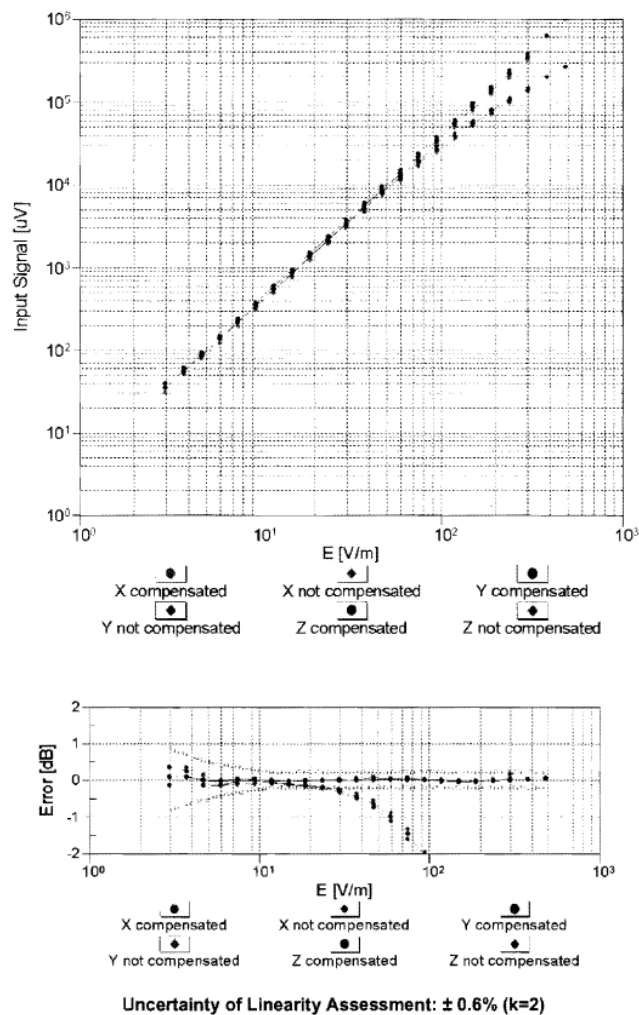 10⁶
10⁵
10⁴
10³
10²
10¹
10⁰
Input Signal [uV]
10⁰ 10¹ 10² 10³
E [V/m]
X compensated X not compensated Y compensated
Y not compensated Z compensated Z not compensated
2
1
0
-1
-2
Error [dB]
10⁰ 10¹ 10² 10³
E [V/m]
X compensated X not compensated Y compensated
Y not compensated Z compensated Z not compensated
Uncertainty of Linearity Assessment: ± 0.6% (k=2)